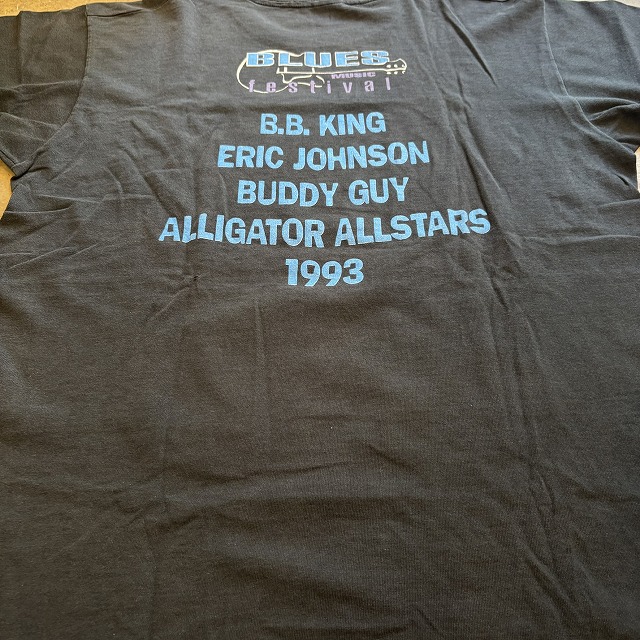 BLUES
MUSIC
festival
B.B. KING
ERIC JOHNSON
BUDDY GUY
ALLIGATOR ALLSTARS
1993